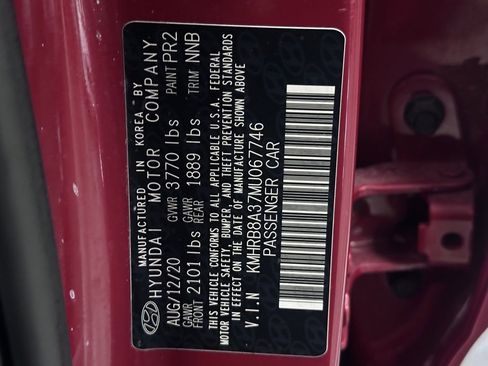 MANUFACTURED IN KOREA BY
HYUNDAI MOTOR COMPANY
AUG/12/20 GVWR 3770 lbs PAINT PR2
GAWR FRONT 2101 lbs GAWR REAR 1889 lbs TRIM NNB
THIS VEHICLE CONFORMS TO ALL APPLICABLE U.S.A. FEDERAL
MOTOR VEHICLE SAFETY, BUMPER, AND THEFT PREVENTION STANDARDS
IN EFFECT ON THE DATE OF MANUFACTURE SHOWN ABOVE.
V.I.N KMHRB8A37MU067746
PASSENGER CAR